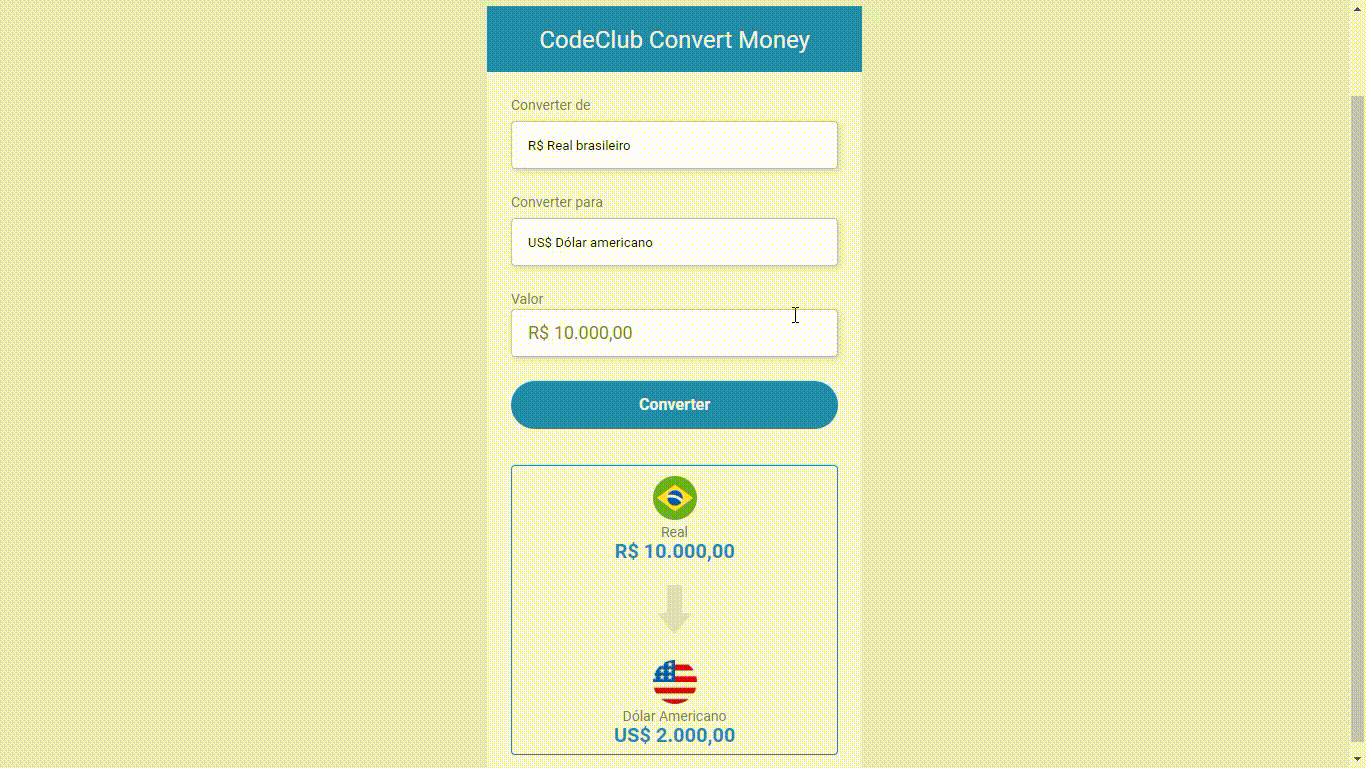 CodeClub Convert Money
Converter de
R$ Real brasileiro
Converter para
US$ Dólar americano
Valor
R$ 10.000,00
Converter
Real
R$ 10.000,00
Dólar Americano
US$ 2.000,00